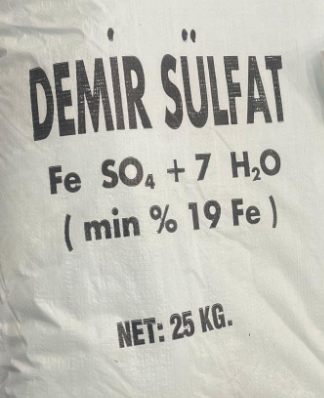 DEMİR SÜLFAT
Fe SO₄ + 7 H₂O
( min % 19 Fe )
NET: 25 KG.